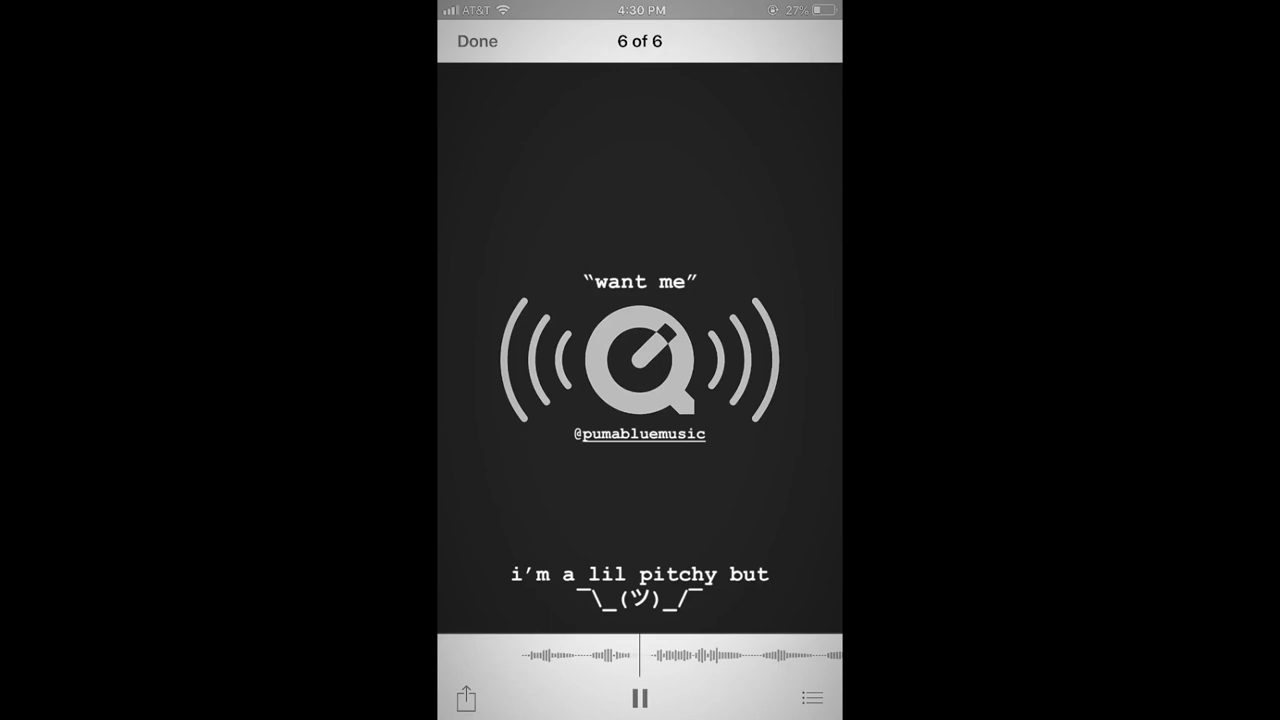 AT&T 4:30 PM 27%
Done 6 of 6
“want me”
@pumabluemusic
i’m a lil pitchy but
¯\_(ツ)_/¯